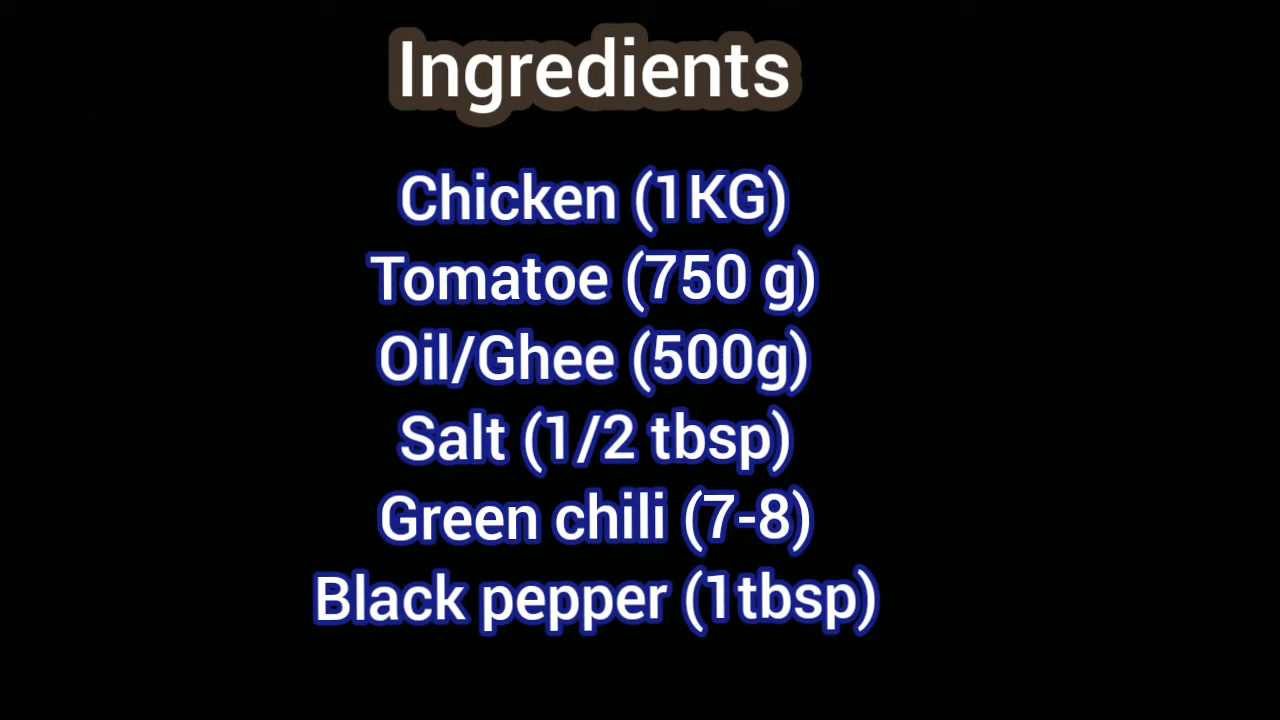 Ingredients
Chicken (1KG)
Tomatoe (750 g)
Oil/Ghee (500g)
Salt (1/2 tbsp)
Green chili (7-8)
Black pepper (1tbsp)